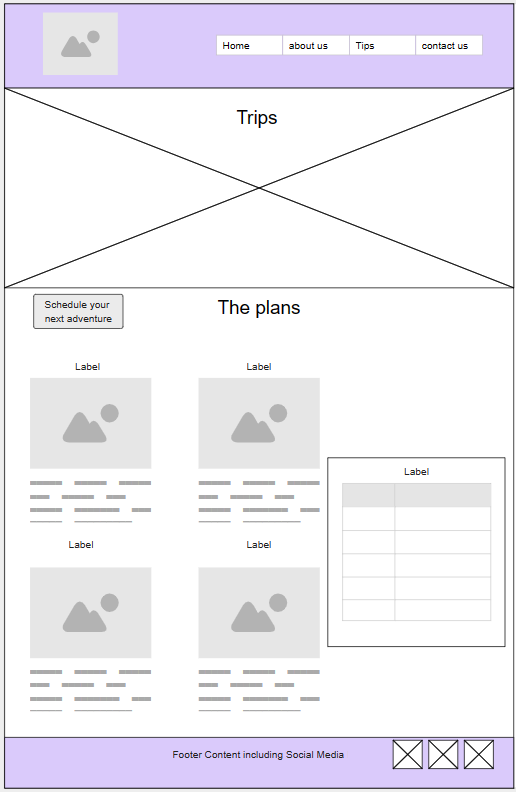 Home
about us
Tips
contact us
Trips
Schedule your
next adventure
The plans
Label
Label
Label
Label
Label
Footer Content including Social Media